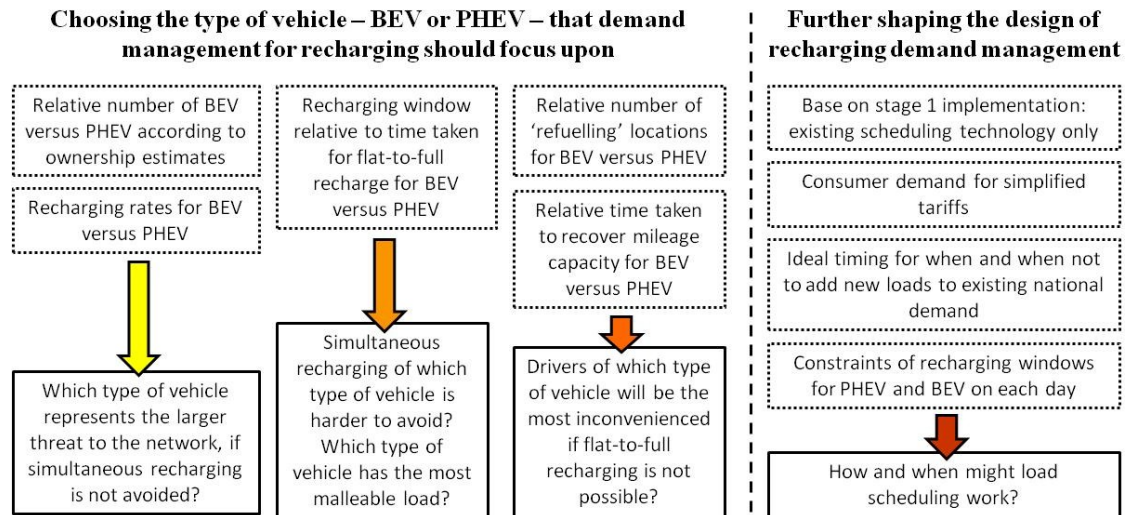 Choosing the type of vehicle – BEV or PHEV – that demand
management for recharging should focus upon
Relative number of BEV
versus PHEV according to
ownership estimates
Recharging rates for BEV
versus PHEV
Which type of vehicle
represents the larger
threat to the network, if
simultaneous recharging
is not avoided?
Recharging window
relative to time taken
for flat-to-full
recharge for BEV
versus PHEV
Simultaneous
recharging of which
type of vehicle is
harder to avoid?
Which type of
vehicle has the most
malleable load?
Relative number of
‘refuelling’ locations
for BEV versus PHEV
Relative time taken
to recover mileage
capacity for BEV
versus PHEV
Drivers of which type
of vehicle will be the
most inconvenienced
if flat-to-full
recharging is not
possible?
Further shaping the design of
recharging demand management
Base on stage 1 implementation:
existing scheduling technology only
Consumer demand for simplified
tariffs
Ideal timing for when and when not
to add new loads to existing national
demand
Constraints of recharging windows
for PHEV and BEV on each day
How and when might load
scheduling work?